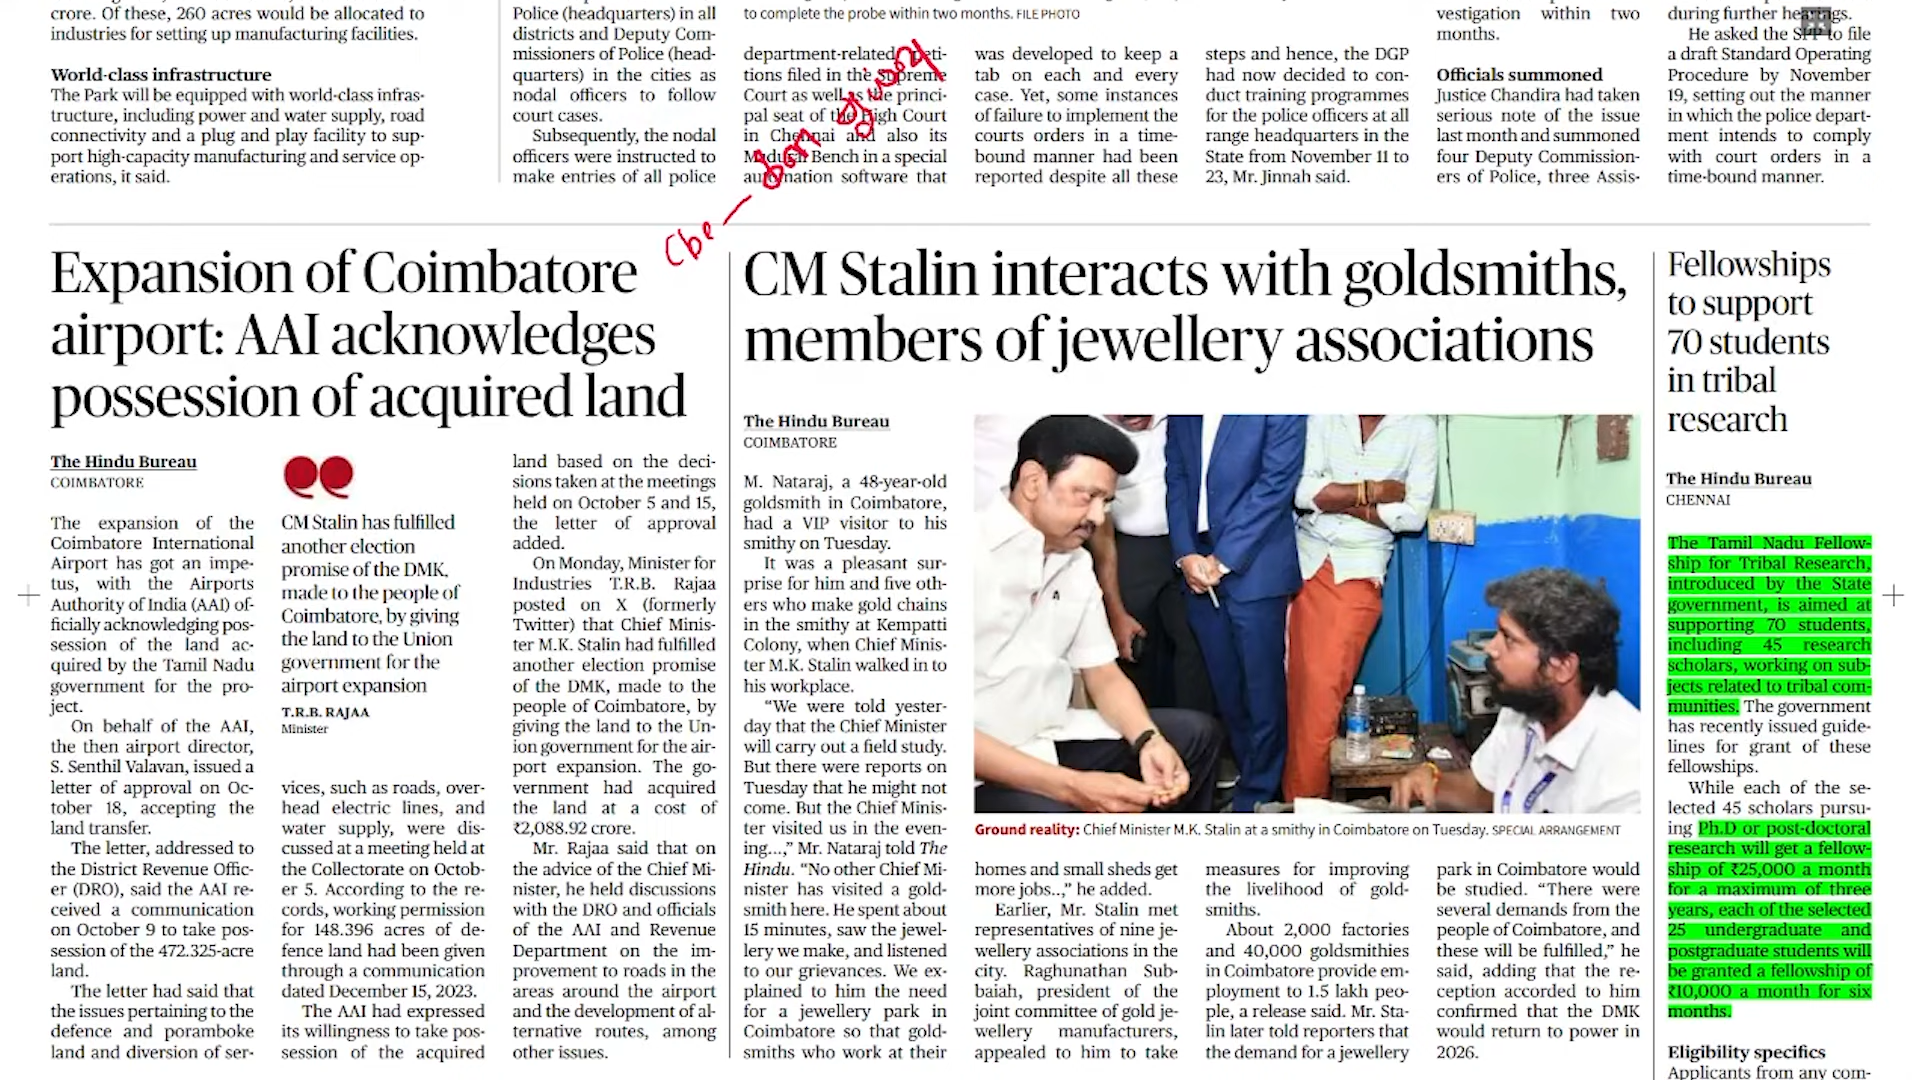 crore. Of these, 260 acres would be allocated to
industries for setting up manufacturing facilities.
World-class infrastructure
The Park will be equipped with world-class infras-
tructure, including power and water supply, road
connectivity and a plug and play facility to sup-
port high-capacity manufacturing and service op-
erations, it said.
Police (headquarters) in all
districts and Deputy Com-
missioners of Police (head-
quarters) in the cities as
nodal officers to follow
court cases.
Subsequently, the nodal
officers were instructed to
make entries of all police
to complete the probe within two months. FILE PHOTO
department-related peti-
tions filed in the Supreme
Court as well as the princi-
pal seat of the High Court
in Chennai and also its
Madurai Bench in a special
automation software that
was developed to keep a
tab on each and every
case. Yet, some instances
of failure to implement the
courts orders in a time-
bound manner had been
reported despite all these
steps and hence, the DGP
had now decided to con-
duct training programmes
for the police officers at all
range headquarters in the
State from November 11 to
23, Mr. Jinnah said.
vestigation within two
months.
Officials summoned
Justice Chandira had taken
serious note of the issue
last month and summoned
four Deputy Commission-
ers of Police, three Assis-
during further hearings.
He asked the SPP to file
a draft Standard Operating
Procedure by November
19, setting out the manner
in which the police depart-
ment intends to comply
with court orders in a
time-bound manner.
Cbe —
Expansion of Coimbatore
airport: AAI acknowledges
possession of acquired land
The Hindu Bureau
COIMBATORE
The expansion of the
Coimbatore International
Airport has got an impe-
tus, with the Airports
Authority of India (AAI) of-
ficially acknowledging pos-
session of the land ac-
quired by the Tamil Nadu
government for the pro-
ject.
On behalf of the AAI,
the then airport director,
S. Senthil Valavan, issued a
letter of approval on Oc-
tober 18, accepting the
land transfer.
The letter, addressed to
the District Revenue Offic-
er (DRO), said the AAI re-
ceived a communication
on October 9 to take pos-
session of the 472.325-acre
land.
The letter had said that
the issues pertaining to the
defence and poramboke
land and diversion of ser-
CM Stalin has fulfilled
another election
promise of the DMK,
made to the people of
Coimbatore, by giving
the land to the Union
government for the
airport expansion
T.R.B. RAJAA
Minister
vices, such as roads, over-
head electric lines, and
water supply, were dis-
cussed at a meeting held at
the Collectorate on Octob-
er 5. According to the re-
cords, working permission
for 148.396 acres of de-
fence land had been given
through a communication
dated December 15, 2023.
The AAI had expressed
its willingness to take pos-
session of the acquired
land based on the deci-
sions taken at the meetings
held on October 5 and 15,
the letter of approval
added.
On Monday, Minister for
Industries T.R.B. Rajaa
posted on X (formerly
Twitter) that Chief Minis-
ter M.K. Stalin had fulfilled
another election promise
of the DMK, made to the
people of Coimbatore, by
giving the land to the Un-
ion government for the air-
port expansion. The go-
vernment had acquired
the land at a cost of
₹2,088.92 crore.
Mr. Rajaa said that on
the advice of the Chief Mi-
nister, he held discussions
with the DRO and officials
of the AAI and Revenue
Department on the im-
provement to roads in the
areas around the airport
and the development of al-
ternative routes, among
other issues.
CM Stalin interacts with goldsmiths,
members of jewellery associations
The Hindu Bureau
COIMBATORE
M. Nataraj, a 48-year-old
goldsmith in Coimbatore,
had a VIP visitor to his
smithy on Tuesday.
It was a pleasant sur-
prise for him and five oth-
ers who make gold chains
in the smithy at Kempatti
Colony, when Chief Minis-
ter M.K. Stalin walked in to
his workplace.
“We were told yester-
day that the Chief Minister
will carry out a field study.
But there were reports on
Tuesday that he might not
come. But the Chief Minis-
ter visited us in the even-
ing...,” Mr. Nataraj told The
Hindu. “No other Chief Mi-
nister has visited a gold-
smith here. He spent about
15 minutes, saw the jewel-
lery we make, and listened
to our grievances. We ex-
plained to him the need
for a jewellery park in
Coimbatore so that gold-
smiths who work at their
Ground reality: Chief Minister M.K. Stalin at a smithy in Coimbatore on Tuesday. SPECIAL ARRANGEMENT
homes and small sheds get
more jobs..,” he added.
Earlier, Mr. Stalin met
representatives of nine je-
wellery associations in the
city. Raghunathan Sub-
baiah, president of the
joint committee of gold je-
wellery manufacturers,
appealed to him to take
measures for improving
the livelihood of gold-
smiths.
About 2,000 factories
and 40,000 goldsmithies
in Coimbatore provide em-
ployment to 1.5 lakh peo-
ple, a release said. Mr. Sta-
lin later told reporters that
the demand for a jewellery
park in Coimbatore would
be studied. “There were
several demands from the
people of Coimbatore, and
these will be fulfilled,” he
said, adding that the re-
ception accorded to him
confirmed that the DMK
would return to power in
2026.
Fellowships
to support
70 students
in tribal
research
The Hindu Bureau
CHENNAI
The Tamil Nadu Fellow-
ship for Tribal Research,
introduced by the State
government, is aimed at
supporting 70 students,
including 45 research
scholars, working on sub-
jects related to tribal com-
munities. The government
has recently issued guide-
lines for grant of these
fellowships.
While each of the se-
lected 45 scholars pursu-
ing Ph.D or post-doctoral
research will get a fellow-
ship of ₹25,000 a month
for a maximum of three
years, each of the selected
25 undergraduate and
postgraduate students will
be granted a fellowship of
₹10,000 a month for six
months.
Eligibility specifics
Applicants from any com-